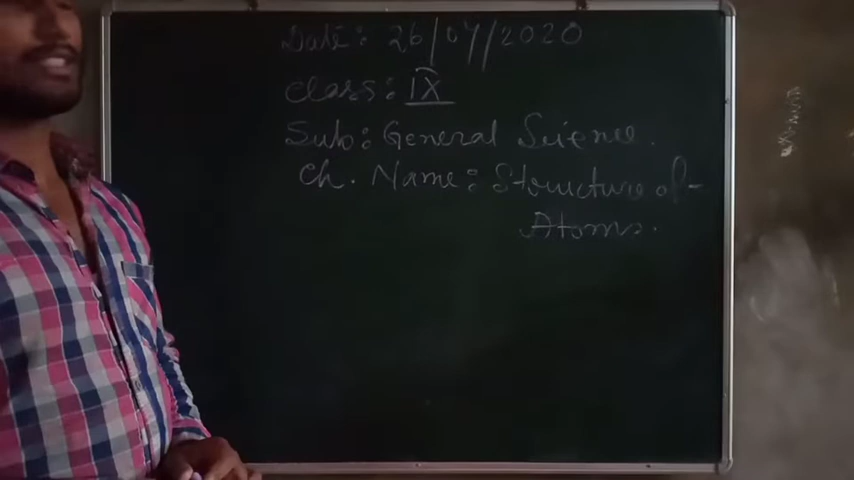 Date: 26/07/2020
Class: IX
Sub: General Science.
Ch. Name: Structure of
Atoms.